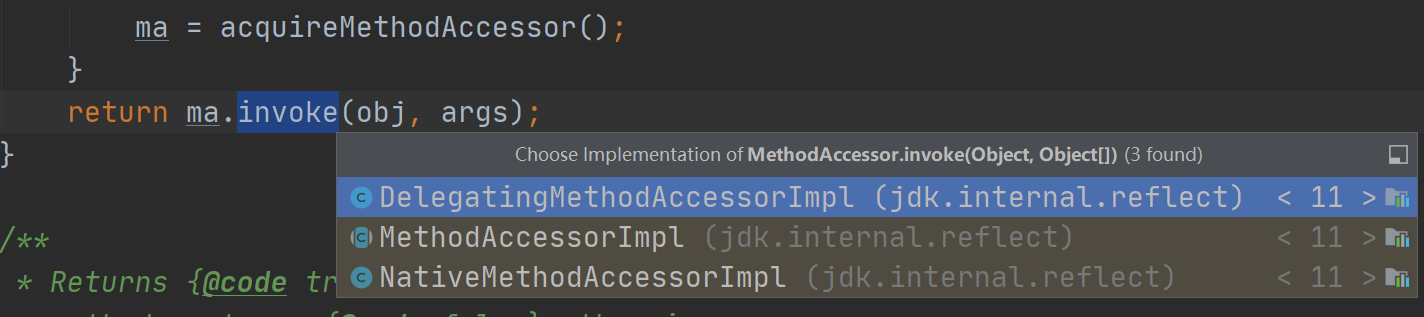 ma = acquireMethodAccessor();
}
return ma.invoke(obj, args);
}
Choose Implementation of MethodAccessor.invoke(Object, Object[]) (3 found)
C DelegatingMethodAccessorImpl (jdk.internal.reflect) < 11 >
C MethodAccessorImpl (jdk.internal.reflect) < 11 >
C NativeMethodAccessorImpl (jdk.internal.reflect) < 11 >
/**
* Returns {@code tr